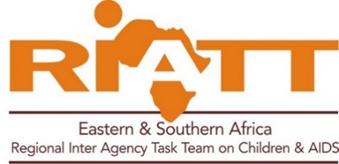 RIATT
Eastern & Southern Africa
Regional Inter Agency Task Team on Children & AIDS